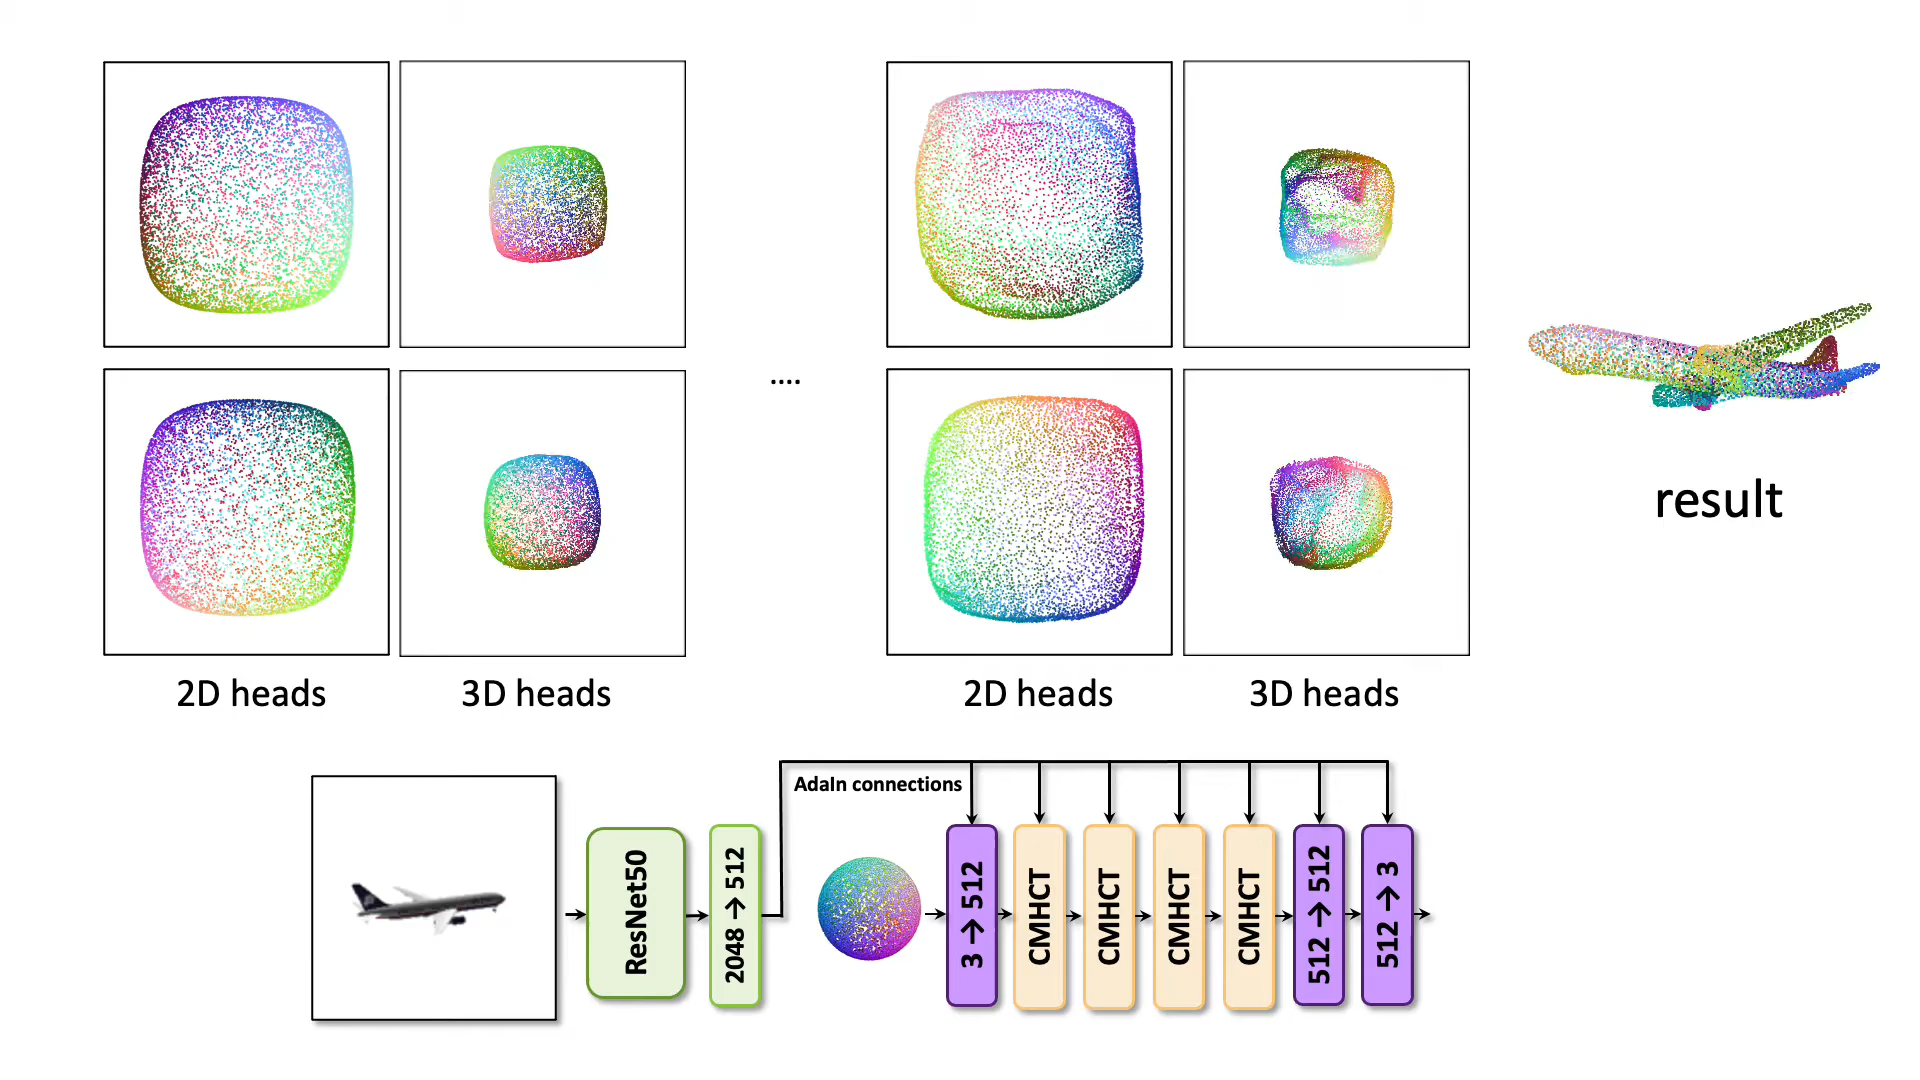 ....
result
2D heads
3D heads
2D heads
3D heads
AdaIn connections
ResNet50
2048 → 512
3 → 512
CMHCT
CMHCT
CMHCT
CMHCT
512 → 512
512 → 3